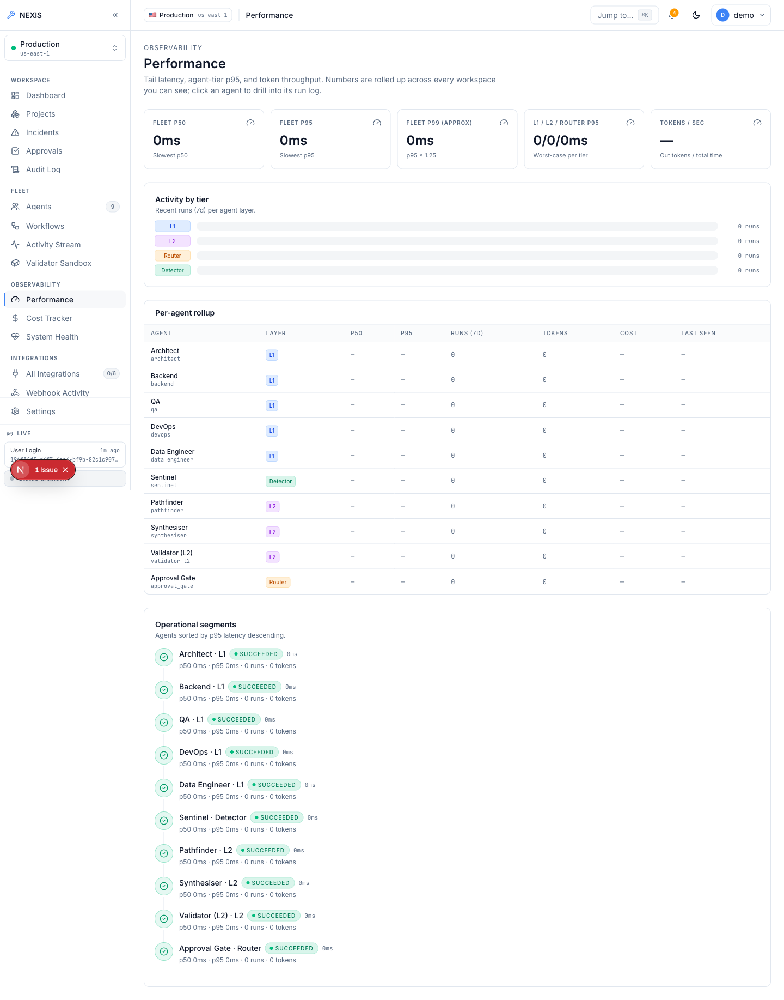 NEXIS
Production
us-east-1
WORKSPACE
Dashboard
Projects
Incidents
Approvals
Audit Log
FLEET
Agents 9
Workflows
Activity Stream
Validator Sandbox
OBSERVABILITY
Performance
Cost Tracker
System Health
INTEGRATIONS
All Integrations 0/6
Webhook Activity
Settings
LIVE
User Login 1m ago
1 Issue
Production us-east-1 Performance
Jump to... ⌘K 4 D demo
OBSERVABILITY
Performance
Tail latency, agent-tier p95, and token throughput. Numbers are rolled up across every workspace
you can see; click an agent to drill into its run log.
FLEET P50
0ms
Slowest p50
FLEET P95
0ms
Slowest p95
FLEET P99 (APPROX)
0ms
p95 × 1.25
L1 / L2 / ROUTER P95
0/0/0ms
Worst-case per tier
TOKENS / SEC
—
Out tokens / total time
Activity by tier
Recent runs (7d) per agent layer.
L1 0 runs
L2 0 runs
Router 0 runs
Detector 0 runs
Per-agent rollup
AGENT LAYER P50 P95 RUNS (7D) TOKENS COST LAST SEEN
Architect
architect L1 — — 0 0 — —
Backend
backend L1 — — 0 0 — —
QA
qa L1 — — 0 0 — —
DevOps
devops L1 — — 0 0 — —
Data Engineer
data_engineer L1 — — 0 0 — —
Sentinel
sentinel Detector — — 0 0 — —
Pathfinder
pathfinder L2 — — 0 0 — —
Synthesiser
synthesiser L2 — — 0 0 — —
Validator (L2)
validator_l2 L2 — — 0 0 — —
Approval Gate
approval_gate Router — — 0 0 — —
Operational segments
Agents sorted by p95 latency descending.
Architect · L1 SUCCEEDED 0ms
p50 0ms · p95 0ms · 0 runs · 0 tokens
Backend · L1 SUCCEEDED 0ms
p50 0ms · p95 0ms · 0 runs · 0 tokens
QA · L1 SUCCEEDED 0ms
p50 0ms · p95 0ms · 0 runs · 0 tokens
DevOps · L1 SUCCEEDED 0ms
p50 0ms · p95 0ms · 0 runs · 0 tokens
Data Engineer · L1 SUCCEEDED 0ms
p50 0ms · p95 0ms · 0 runs · 0 tokens
Sentinel · Detector SUCCEEDED 0ms
p50 0ms · p95 0ms · 0 runs · 0 tokens
Pathfinder · L2 SUCCEEDED 0ms
p50 0ms · p95 0ms · 0 runs · 0 tokens
Synthesiser · L2 SUCCEEDED 0ms
p50 0ms · p95 0ms · 0 runs · 0 tokens
Validator (L2) · L2 SUCCEEDED 0ms
p50 0ms · p95 0ms · 0 runs · 0 tokens
Approval Gate · Router SUCCEEDED 0ms
p50 0ms · p95 0ms · 0 runs · 0 tokens